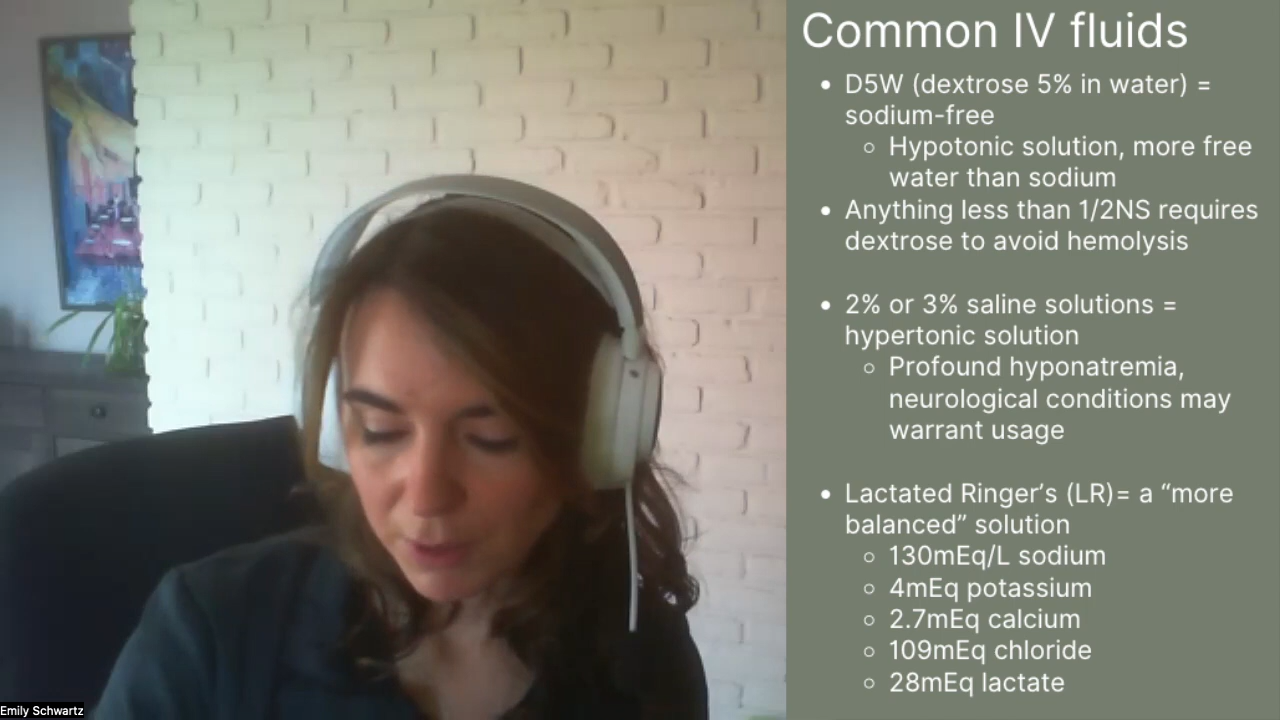 Common IV fluids
• D5W (dextrose 5% in water) =
sodium-free
○ Hypotonic solution, more free
water than sodium
• Anything less than 1/2NS requires
dextrose to avoid hemolysis
• 2% or 3% saline solutions =
hypertonic solution
○ Profound hyponatremia,
neurological conditions may
warrant usage
• Lactated Ringer’s (LR)= a “more
balanced” solution
○ 130mEq/L sodium
○ 4mEq potassium
○ 2.7mEq calcium
○ 109mEq chloride
○ 28mEq lactate
Emily Schwartz